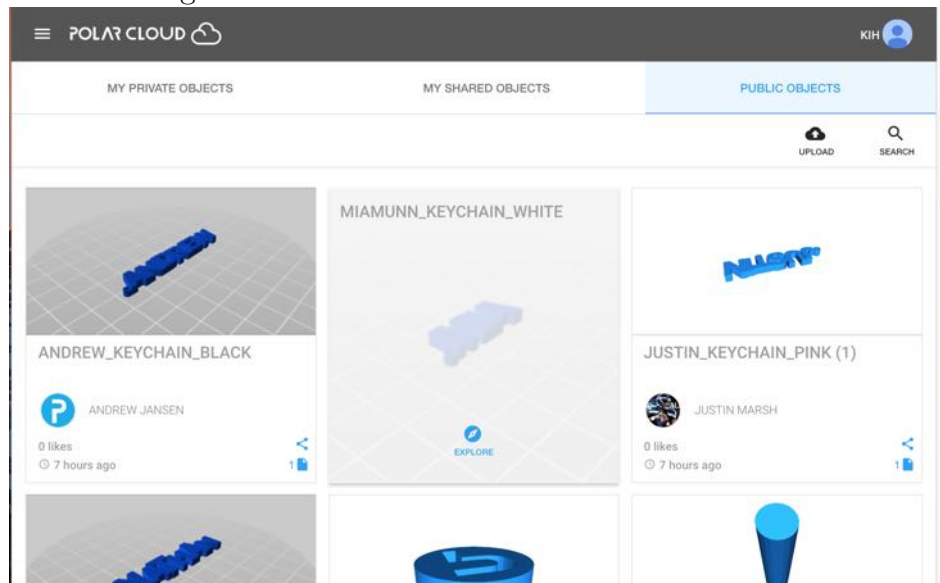 POLAR CLOUD
KIH
MY PRIVATE OBJECTS
MY SHARED OBJECTS
PUBLIC OBJECTS
UPLOAD
SEARCH
ANDREW_KEYCHAIN_BLACK
ANDREW JANSEN
0 likes
7 hours ago
1
MIAMUNN_KEYCHAIN_WHITE
EXPLORE
JUSTIN
JUSTIN_KEYCHAIN_PINK (1)
JUSTIN MARSH
0 likes
7 hours ago
1